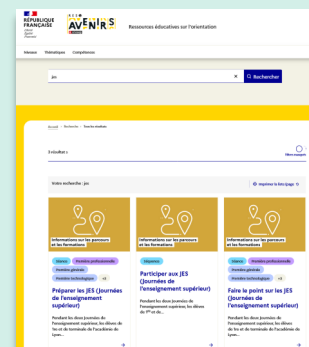 RÉPUBLIQUE
FRANÇAISE
Liberté
Égalité
Fraternité
RÉSO
AVENIRS
Ressources éducatives sur l'orientation
Niveaux Thématiques Compétences
jes × Rechercher
Accueil > Recherche > Tous les résultats
3 résultats
Votre recherche : jes
Imprimer la liste (page 1)
Informations sur les parcours
et les formations
Séance Première professionnelle
Première générale
Première technologique
Préparer les JES (Journées
de l'enseignement
supérieur)
Pendant les deux journées de
l'enseignement supérieur, les élèves
de 1re et de terminale de l'académie de
Lyon...
Informations sur les parcours
et les formations
Séquence
Participer aux JES
(Journées de
l'enseignement supérieur)
Pendant les deux journées de
l'enseignement supérieur, les élèves
de 1re et de...
Informations sur les parcours
et les formations
Séance Première professionnelle
Première générale
Première technologique
Faire le point sur les JES
(Journées de
l'enseignement supérieur)
Pendant les deux journées de
l'enseignement supérieur, les élèves
de 1re et de terminale de l'académie de
Lyon...